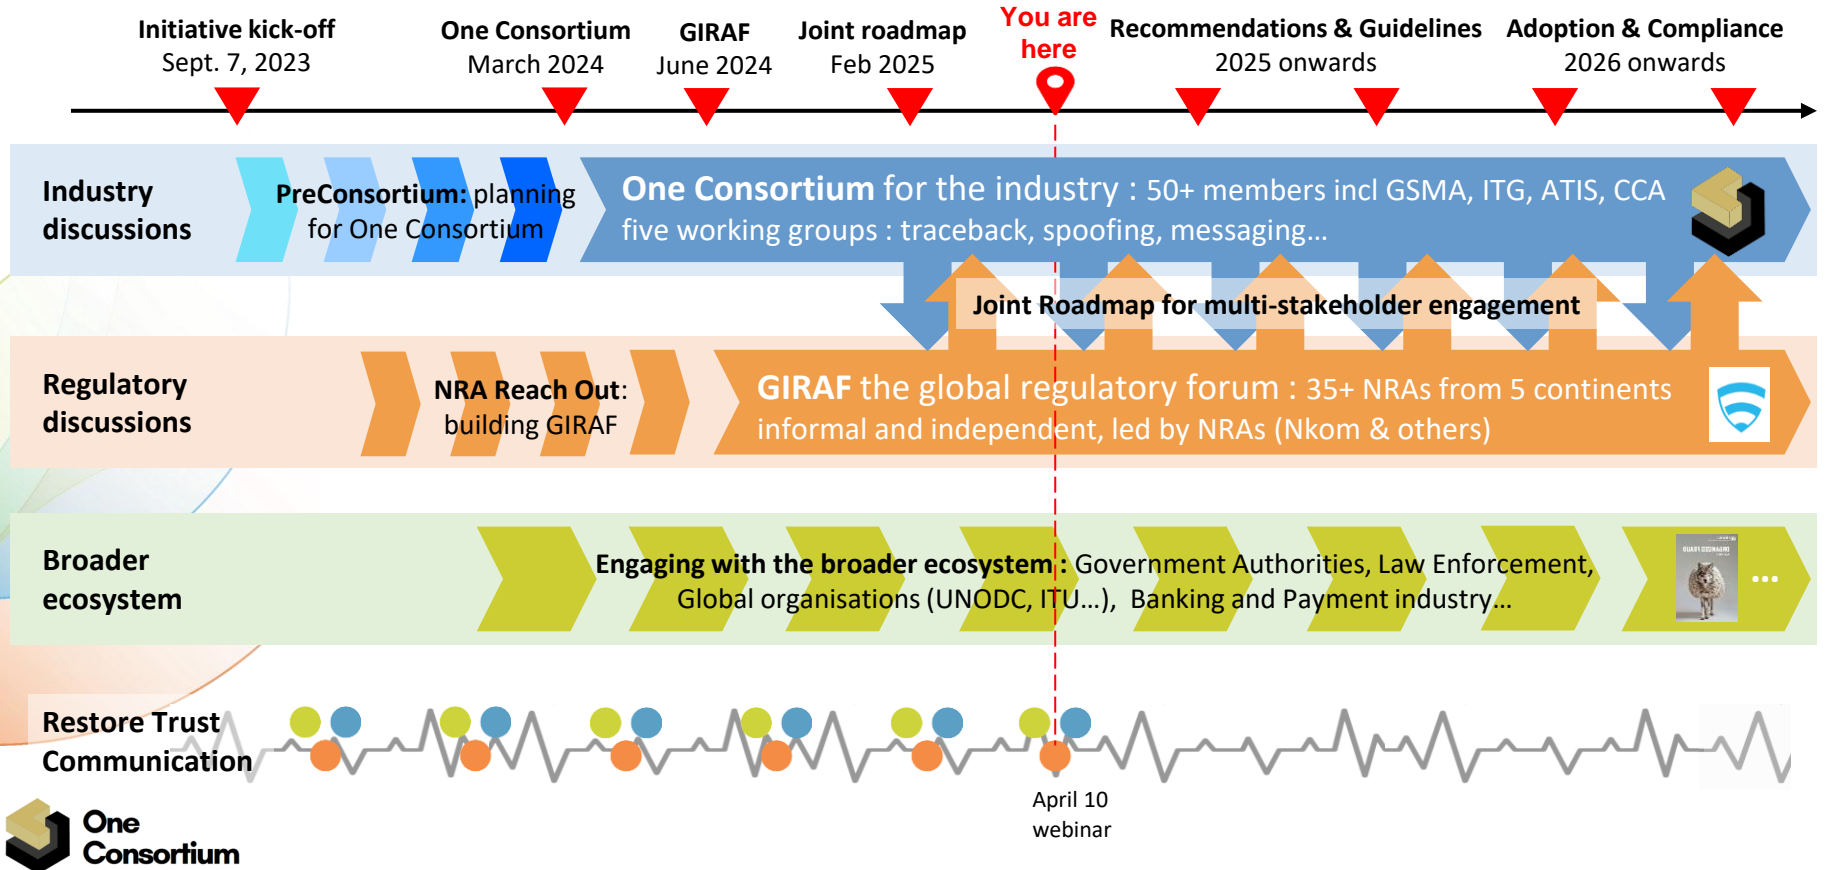 Initiative kick-off
Sept. 7, 2023
One Consortium
March 2024
GIRAF
June 2024
Joint roadmap
Feb 2025
You are
here
Recommendations & Guidelines
2025 onwards
Adoption & Compliance
2026 onwards
Industry
discussions
PreConsortium: planning
for One Consortium
One Consortium for the industry : 50+ members incl GSMA, ITG, ATIS, CCA
five working groups : traceback, spoofing, messaging...
Joint Roadmap for multi-stakeholder engagement
Regulatory
discussions
NRA Reach Out:
building GIRAF
GIRAF the global regulatory forum : 35+ NRAs from 5 continents
informal and independent, led by NRAs (Nkom & others)
Broader
ecosystem
Engaging with the broader ecosystem : Government Authorities, Law Enforcement,
Global organisations (UNODC, ITU...), Banking and Payment industry...
...
Restore Trust
Communication
April 10
webinar
One
Consortium